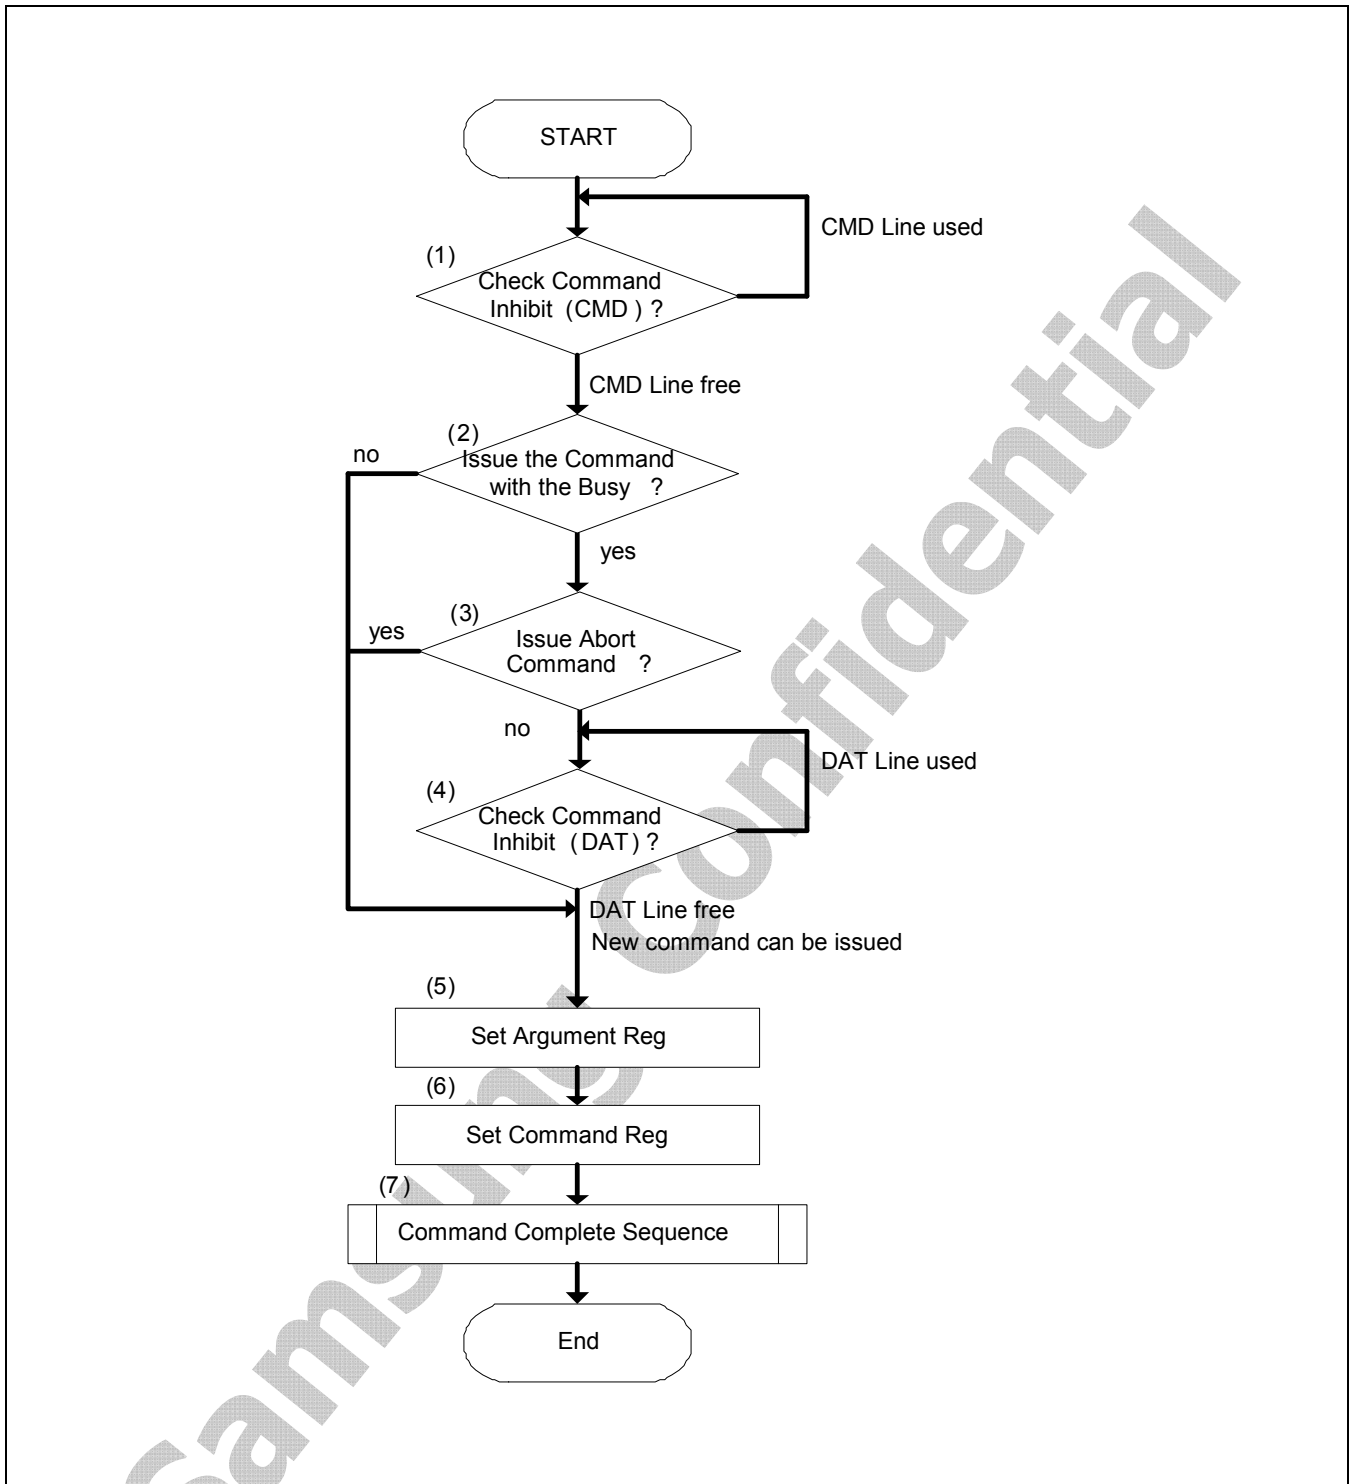 START
CMD Line used
(1)
Check Command
Inhibit (CMD) ?
CMD Line free
(2)
no
Issue the Command
with the Busy ?
yes
(3)
yes
Issue Abort
Command ?
no
DAT Line used
(4)
Check Command
Inhibit (DAT) ?
DAT Line free
New command can be issued
(5)
Set Argument Reg
(6)
Set Command Reg
(7)
Command Complete Sequence
End
Samsung Confidential